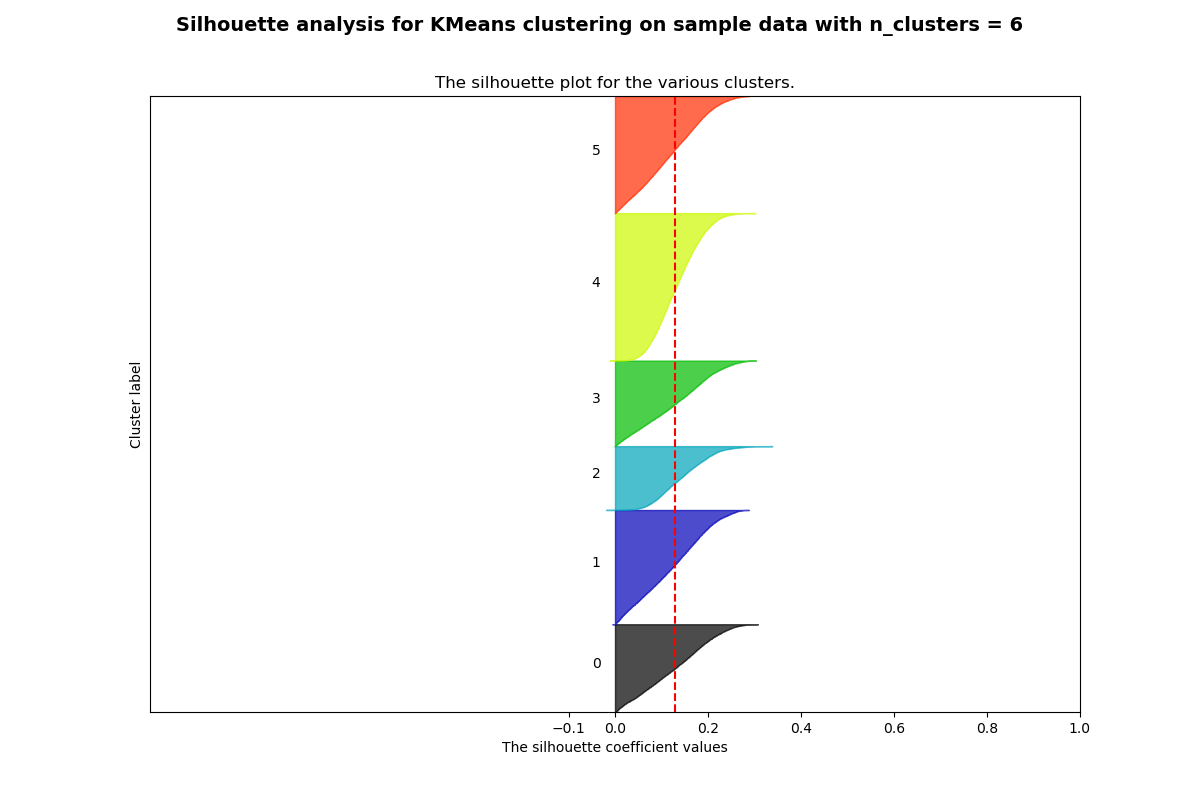 Silhouette analysis for KMeans clustering on sample data with n_clusters = 6
The silhouette plot for the various clusters.
5
4
3
2
1
0
Cluster label
−0.1 0.0 0.2 0.4 0.6 0.8 1.0
The silhouette coefficient values